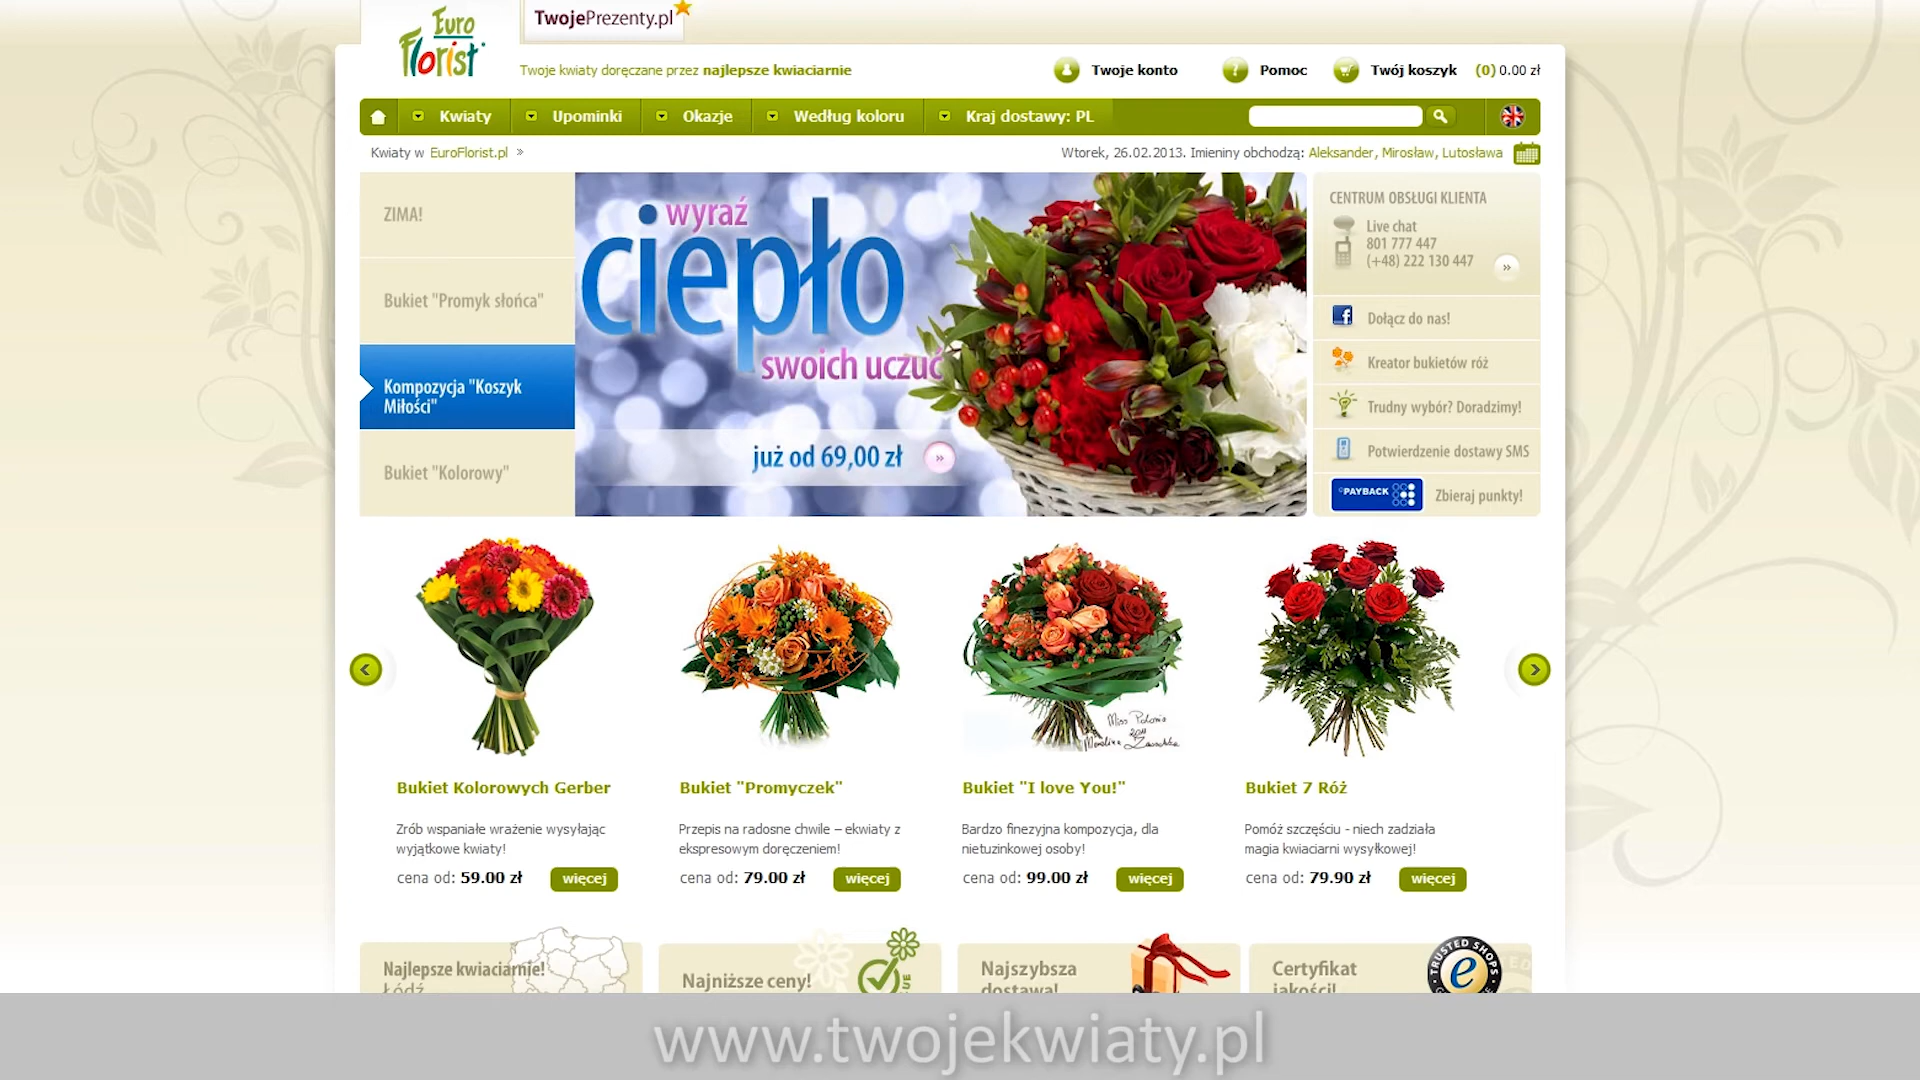 Euro
Florist
TwojePrezenty.pl
Twoje kwiaty doręczane przez najlepsze kwiaciarnie
Twoje konto
Pomoc
Twój koszyk
(0) 0.00 zł
Kwiaty
Upominki
Okazje
Według koloru
Kraj dostawy: PL
Kwiaty w EuroFlorist.pl »
Wtorek, 26.02.2013. Imieniny obchodzą: Aleksander, Mirosław, Lutosława
ZIMA!
Bukiet "Promyk słońca"
Kompozycja "Koszyk
Miłości"
Bukiet "Kolorowy"
wyraź
ciepło
swoich uczuć
już od 69,00 zł
»
CENTRUM OBSŁUGI KLIENTA
Live chat
801 777 447
(+48) 222 130 447
»
Dołącz do nas!
Kreator bukietów róż
Trudny wybór? Doradzimy!
Potwierdzenie dostawy SMS
PAYBACK
Zbieraj punkty!
Miss Polonia
2011
Bukiet Kolorowych Gerber
Zrób wspaniałe wrażenie wysyłając
wyjątkowe kwiaty!
cena od: 59.00 zł
więcej
Bukiet "Promyczek"
Przepis na radosne chwile – ekwiaty z
ekspresowym doręczeniem!
cena od: 79.00 zł
więcej
Bukiet "I love You!"
Bardzo finezyjna kompozycja, dla
nietuzinkowej osoby!
cena od: 99.00 zł
więcej
Bukiet 7 Róż
Pomóż szczęściu - niech zadziała
magia kwiaciarni wysyłkowej!
cena od: 79.90 zł
więcej
Najlepsze kwiaciarnie!
Łódź
Najniższe ceny!
Najszybsza
dostawa!
Certyfikat
jakości!
TRUSTED SHOPS
e
www.twojekwiaty.pl